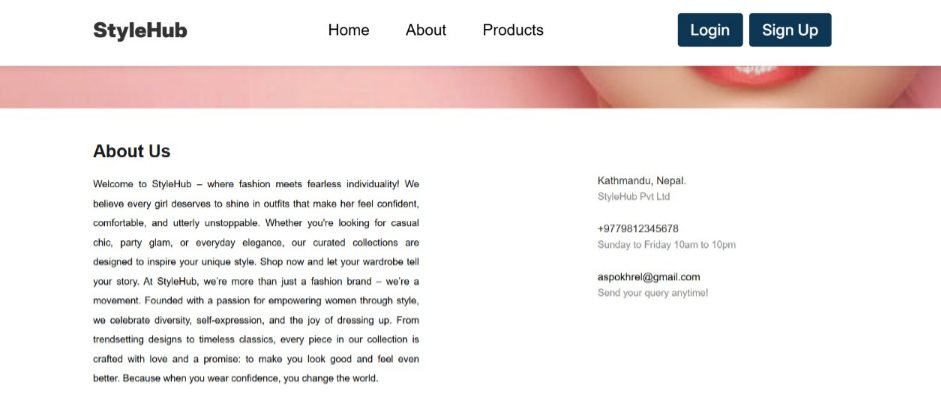 StyleHub Home About Products Login Sign Up
About Us
Welcome to StyleHub – where fashion meets fearless individuality! We
believe every girl deserves to shine in outfits that make her feel confident,
comfortable, and utterly unstoppable. Whether you're looking for casual
chic, party glam, or everyday elegance, our curated collections are
designed to inspire your unique style. Shop now and let your wardrobe tell
your story. At StyleHub, we're more than just a fashion brand – we're a
movement. Founded with a passion for empowering women through style,
we celebrate diversity, self-expression, and the joy of dressing up. From
trendsetting designs to timeless classics, every piece in our collection is
crafted with love and a promise: to make you look good and feel even
better. Because when you wear confidence, you change the world.
Kathmandu, Nepal.
StyleHub Pvt Ltd
+9779812345678
Sunday to Friday 10am to 10pm
aspokhrel@gmail.com
Send your query anytime!